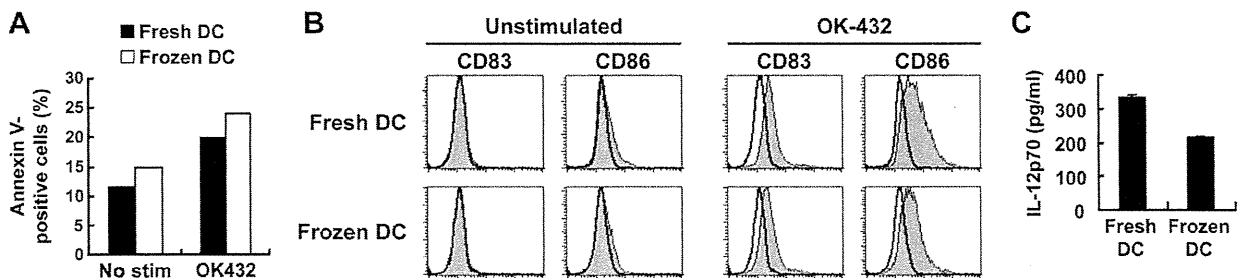 A
Fresh DC
Frozen DC
Annexin V-
positive cells (%)
30
25
20
15
10
5
0
No stim
OK432
B
Unstimulated
OK-432
CD83
CD86
CD83
CD86
Fresh DC
Frozen DC
C
IL-12p70 (pg/ml)
400
300
200
100
0
Fresh
DC
Frozen
DC